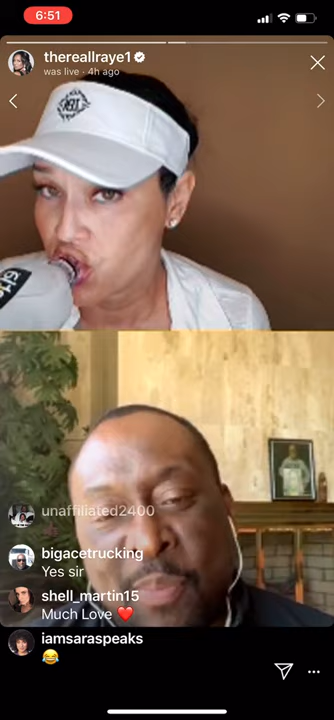 6:51
thereallraye1
was live · 4h ago
unaffiliated2400
bigacetrucking
Yes sir
shell_martin15
Much Love ❤️
iamsaraspeaks
😂